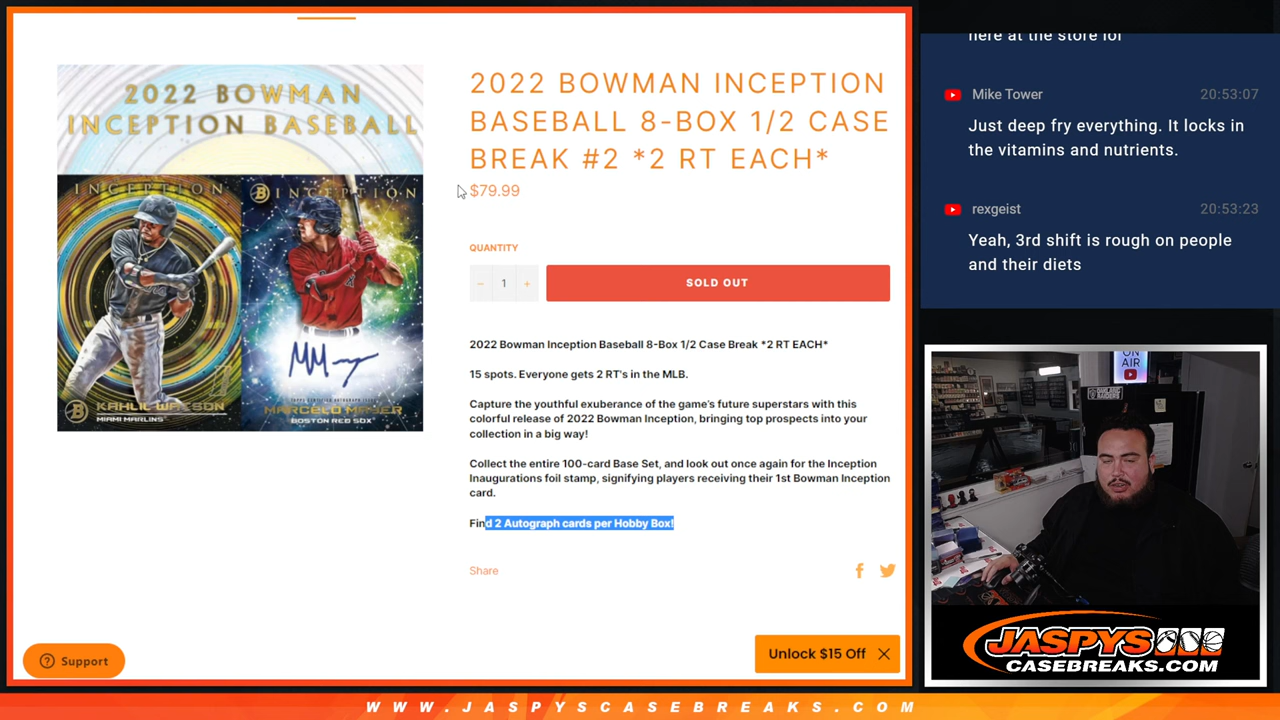 2022 BOWMAN
INCEPTION BASEBALL
INCEPTION
INCEPTION
KAHLIL WATSON
MIAMI MARLINS
MARCELO MAYER
BOSTON RED SOX
2022 BOWMAN INCEPTION
BASEBALL 8-BOX 1/2 CASE
BREAK #2 *2 RT EACH*
$79.99
QUANTITY
− 1 +
SOLD OUT
2022 Bowman Inception Baseball 8-Box 1/2 Case Break *2 RT EACH*
15 spots. Everyone gets 2 RT's in the MLB.
Capture the youthful exuberance of the game's future superstars with this
colorful release of 2022 Bowman Inception, bringing top prospects into your
collection in a big way!
Collect the entire 100-card Base Set, and look out once again for the Inception
Inaugurations foil stamp, signifying players receiving their 1st Bowman Inception
card.
Find 2 Autograph cards per Hobby Box!
Share
Support
Unlock $15 Off
here at the store lol
Mike Tower 20:53:07
Just deep fry everything. It locks in
the vitamins and nutrients.
rexgeist 20:53:23
Yeah, 3rd shift is rough on people
and their diets
ON
AIR
JASPYS
CASEBREAKS.COM
WWW.JASPYSCASEBREAKS.COM